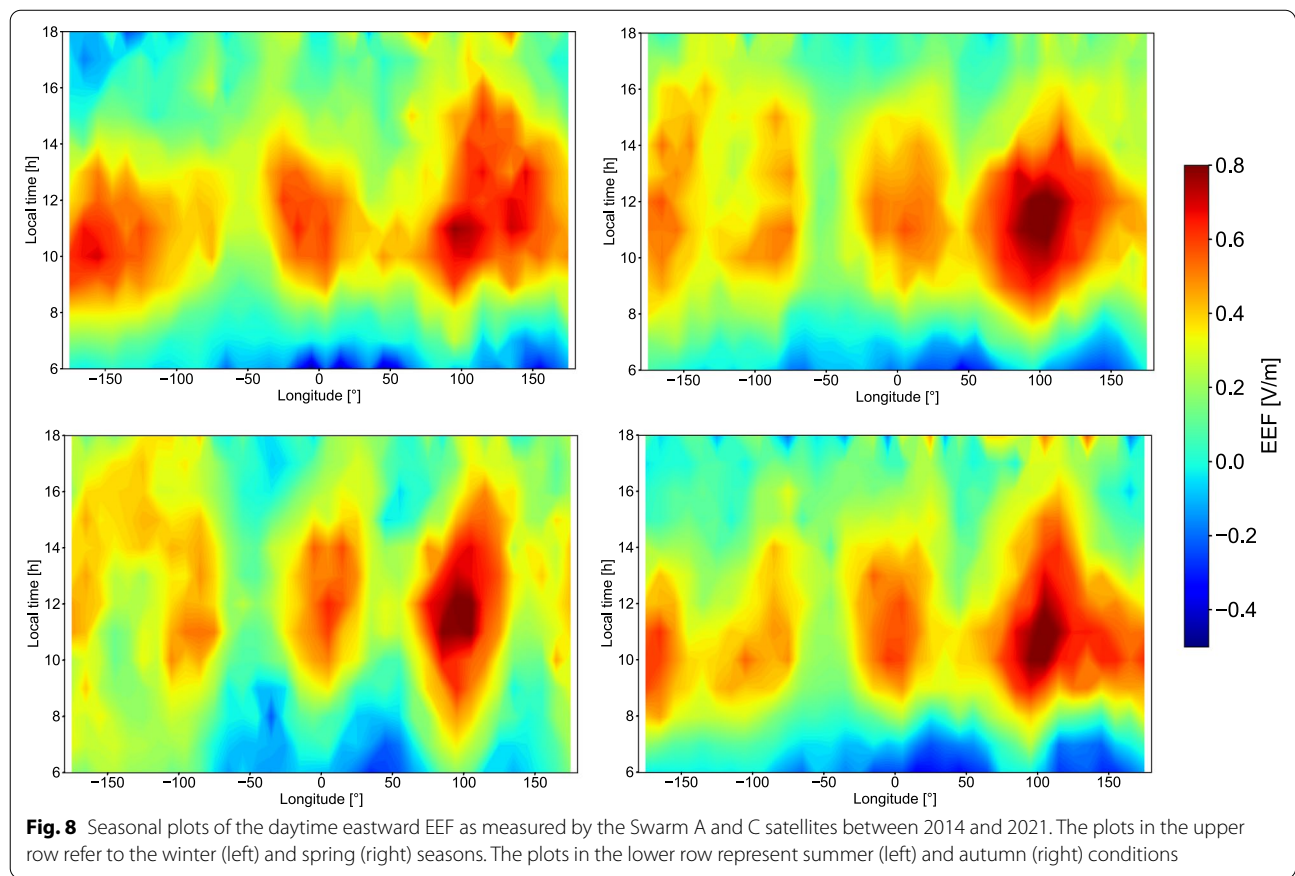 18
16
14
12
10
8
6
Local time [h]
−150 −100 −50 0 50 100 150
Longitude [°]
18
16
14
12
10
8
6
Local time [h]
−150 −100 −50 0 50 100 150
Longitude [°]
18
16
14
12
10
8
6
Local time [h]
−150 −100 −50 0 50 100 150
Longitude [°]
18
16
14
12
10
8
6
Local time [h]
−150 −100 −50 0 50 100 150
Longitude [°]
0.8
0.6
0.4
0.2
0.0
−0.2
−0.4
EEF [V/m]
Fig. 8 Seasonal plots of the daytime eastward EEF as measured by the Swarm A and C satellites between 2014 and 2021. The plots in the upper
row refer to the winter (left) and spring (right) seasons. The plots in the lower row represent summer (left) and autumn (right) conditions